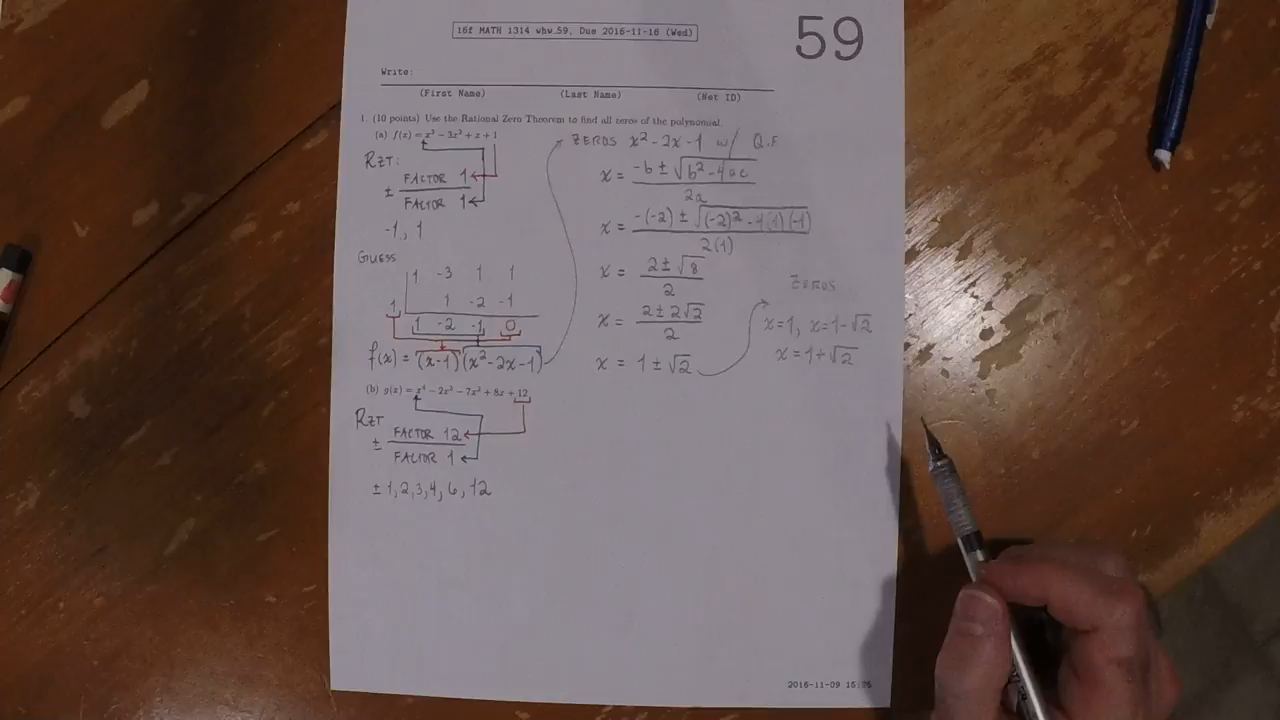 16f MATH 1314 whw.59, Due 2016-11-16 (Wed)
59
Write:
(First Name) (Last Name) (Net ID)
1. (10 points) Use the Rational Zero Theorem to find all zeros of the polynomial.
(a) f(x) = x³ − 3x² + x + 1
RZT:
± FACTOR 1 / FACTOR 1
-1, 1
GUESS
1 -3 1 1
1 1 -2 -1
1 -2 -1 0
f(x) = (x-1)(x²-2x-1)
ZEROS x²-2x-1 w/ Q.F.
x = -b ± √b²-4ac / 2a
x = -(-2) ± √(-2)²-4(1)(-1) / 2(1)
x = 2 ± √8 / 2
x = 2 ± 2√2 / 2
x = 1 ± √2
ZEROS
x=1, x=1-√2
x=1+√2
(b) g(x) = x⁴ − 2x³ − 7x² + 8x + 12
RZT
± FACTOR 12 / FACTOR 1
± 1, 2, 3, 4, 6, 12